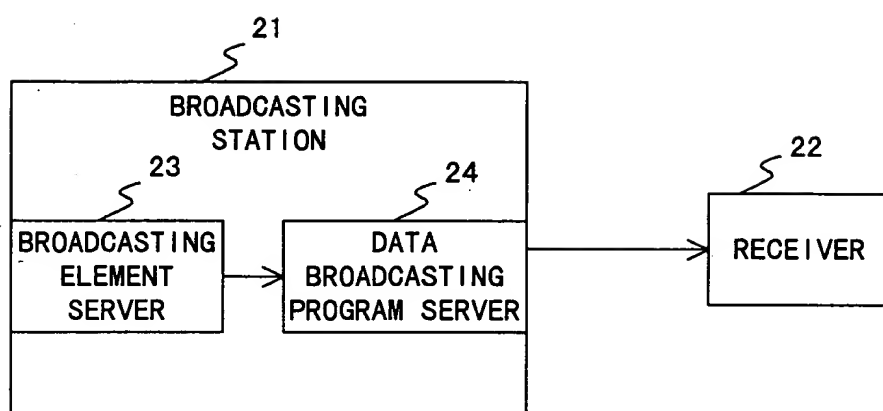 21
BROADCASTING
STATION
23
24
22
BROADCASTING
ELEMENT
SERVER
DATA
BROADCASTING
PROGRAM SERVER
RECEIVER